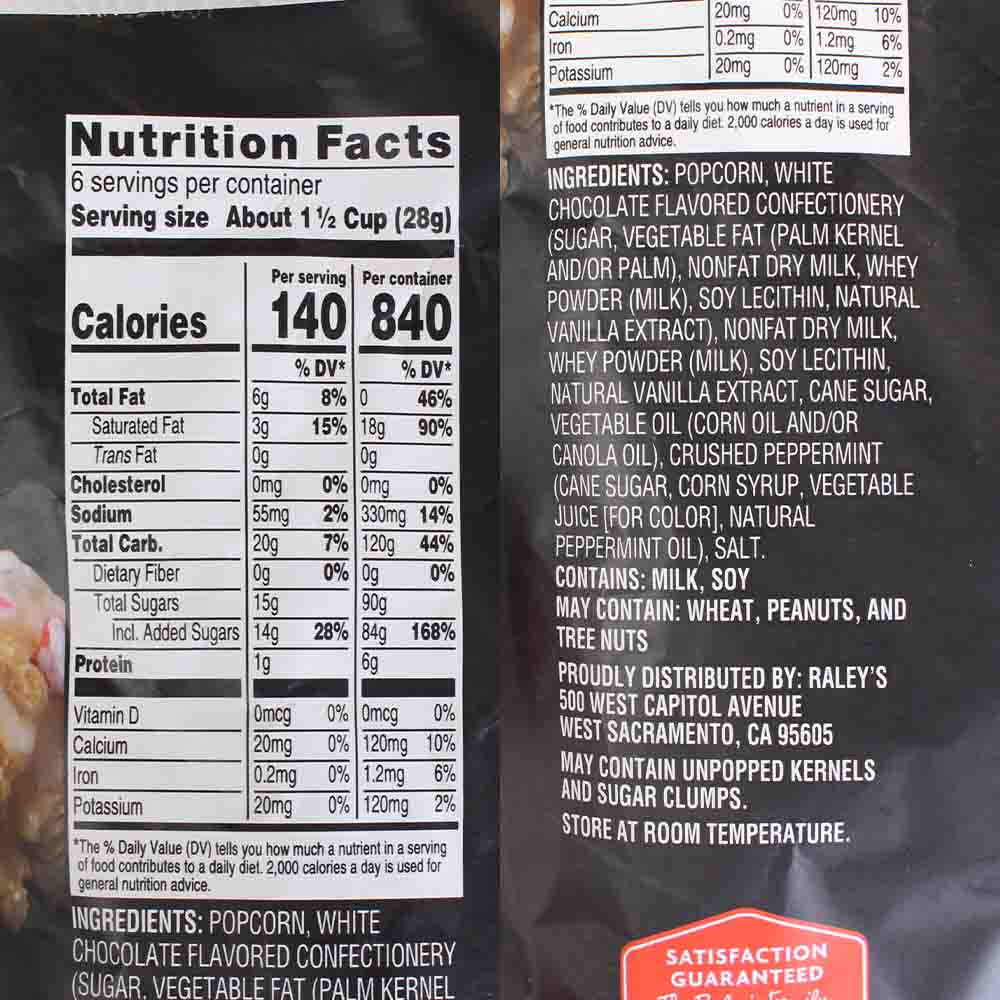 Nutrition Facts
6 servings per container
Serving size About 1 ½ Cup (28g)
Per serving Per container
Calories 140 840
% DV* % DV*
Total Fat 6g 8% 0 46%
Saturated Fat 3g 15% 18g 90%
Trans Fat 0g 0g
Cholesterol 0mg 0% 0mg 0%
Sodium 55mg 2% 330mg 14%
Total Carb. 20g 7% 120g 44%
Dietary Fiber 0g 0% 0g 0%
Total Sugars 15g 90g
Incl. Added Sugars 14g 28% 84g 168%
Protein 1g 6g
Vitamin D 0mcg 0% 0mcg 0%
Calcium 20mg 0% 120mg 10%
Iron 0.2mg 0% 1.2mg 6%
Potassium 20mg 0% 120mg 2%
*The % Daily Value (DV) tells you how much a nutrient in a serving
of food contributes to a daily diet. 2,000 calories a day is used for
general nutrition advice.
INGREDIENTS: POPCORN, WHITE
CHOCOLATE FLAVORED CONFECTIONERY
(SUGAR, VEGETABLE FAT (PALM KERNEL
Calcium 20mg 0% 120mg 10%
Iron 0.2mg 0% 1.2mg 6%
Potassium 20mg 0% 120mg 2%
*The % Daily Value (DV) tells you how much a nutrient in a serving
of food contributes to a daily diet. 2,000 calories a day is used for
general nutrition advice.
INGREDIENTS: POPCORN, WHITE
CHOCOLATE FLAVORED CONFECTIONERY
(SUGAR, VEGETABLE FAT (PALM KERNEL
AND/OR PALM), NONFAT DRY MILK, WHEY
POWDER (MILK), SOY LECITHIN, NATURAL
VANILLA EXTRACT), NONFAT DRY MILK,
WHEY POWDER (MILK), SOY LECITHIN,
NATURAL VANILLA EXTRACT, CANE SUGAR,
VEGETABLE OIL (CORN OIL AND/OR
CANOLA OIL), CRUSHED PEPPERMINT
(CANE SUGAR, CORN SYRUP, VEGETABLE
JUICE [FOR COLOR], NATURAL
PEPPERMINT OIL), SALT.
CONTAINS: MILK, SOY
MAY CONTAIN: WHEAT, PEANUTS, AND
TREE NUTS
PROUDLY DISTRIBUTED BY: RALEY'S
500 WEST CAPITOL AVENUE
WEST SACRAMENTO, CA 95605
MAY CONTAIN UNPOPPED KERNELS
AND SUGAR CLUMPS.
STORE AT ROOM TEMPERATURE.
SATISFACTION
GUARANTEED